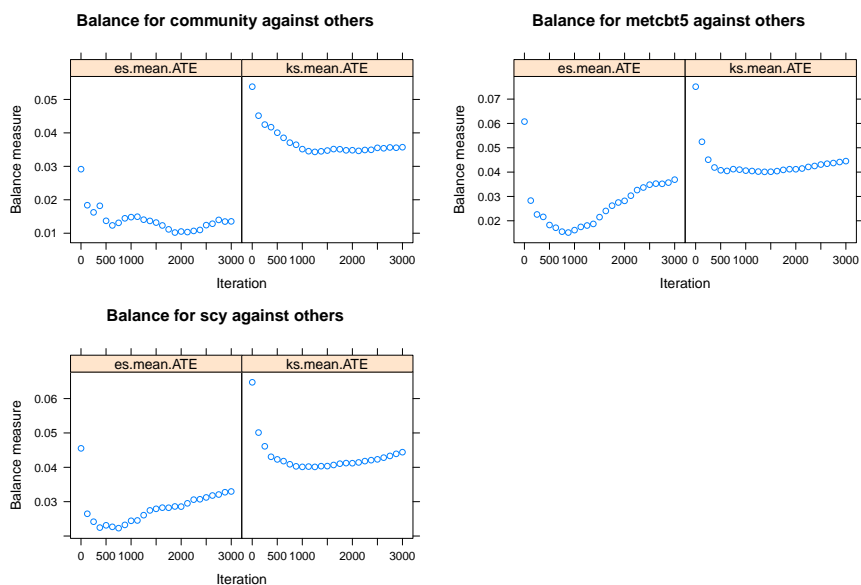 Balance for community against others
es.mean.ATE ks.mean.ATE
Balance measure
0.05
0.04
0.03
0.02
0.01
0 500 1000 2000 3000 0 500 1000 2000 3000
Iteration
Balance for metcbt5 against others
es.mean.ATE ks.mean.ATE
Balance measure
0.07
0.06
0.05
0.04
0.03
0.02
0 500 1000 2000 3000 0 500 1000 2000 3000
Iteration
Balance for scy against others
es.mean.ATE ks.mean.ATE
Balance measure
0.06
0.05
0.04
0.03
0 500 1000 2000 3000 0 500 1000 2000 3000
Iteration